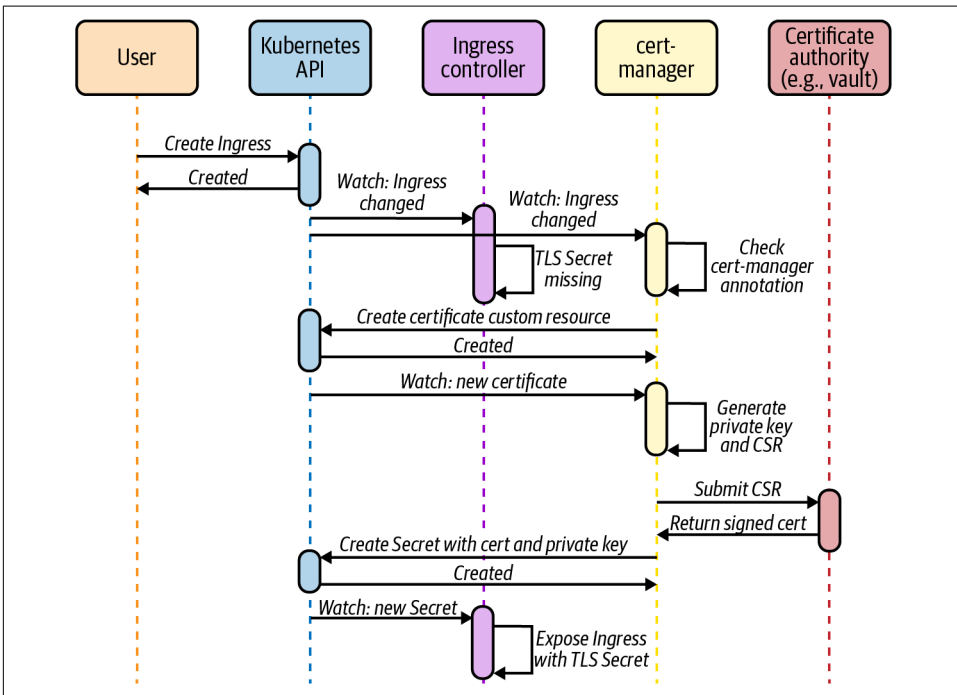 User
Kubernetes
API
Ingress
controller
cert-
manager
Certificate
authority
(e.g., vault)
Create Ingress
Created
Watch: Ingress
changed
Watch: Ingress
changed
TLS Secret
missing
Check
cert-manager
annotation
Create certificate custom resource
Created
Watch: new certificate
Generate
private key
and CSR
Submit CSR
Return signed cert
Create Secret with cert and private key
Created
Watch: new Secret
Expose Ingress
with TLS Secret